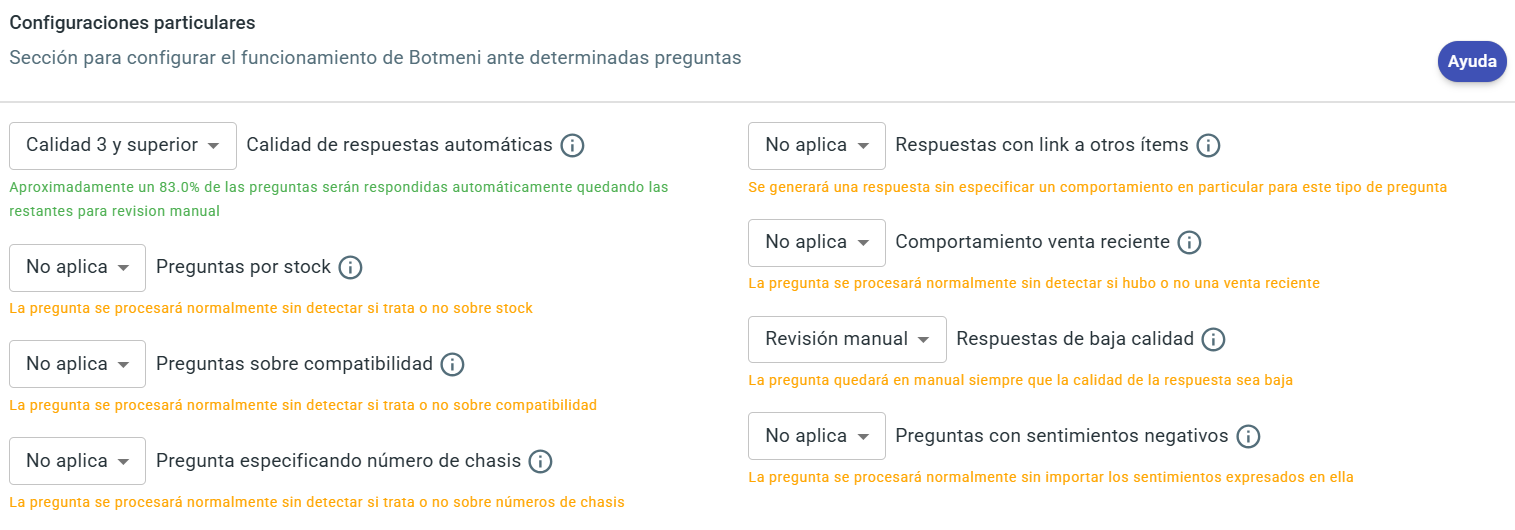 Configuraciones particulares
Sección para configurar el funcionamiento de Botmeni ante determinadas preguntas
Ayuda
Calidad 3 y superior
Calidad de respuestas automáticas
Aproximadamente un 83.0% de las preguntas serán respondidas automáticamente quedando las
restantes para revision manual
No aplica
Preguntas por stock
La pregunta se procesará normalmente sin detectar si trata o no sobre stock
No aplica
Preguntas sobre compatibilidad
La pregunta se procesará normalmente sin detectar si trata o no sobre compatibilidad
No aplica
Pregunta especificando número de chasis
La pregunta se procesará normalmente sin detectar si trata o no sobre números de chasis
No aplica
Respuestas con link a otros ítems
Se generará una respuesta sin especificar un comportamiento en particular para este tipo de pregunta
No aplica
Comportamiento venta reciente
La pregunta se procesará normalmente sin detectar si hubo o no una venta reciente
Revisión manual
Respuestas de baja calidad
La pregunta quedará en manual siempre que la calidad de la respuesta sea baja
No aplica
Preguntas con sentimientos negativos
La pregunta se procesará normalmente sin importar los sentimientos expresados en ella